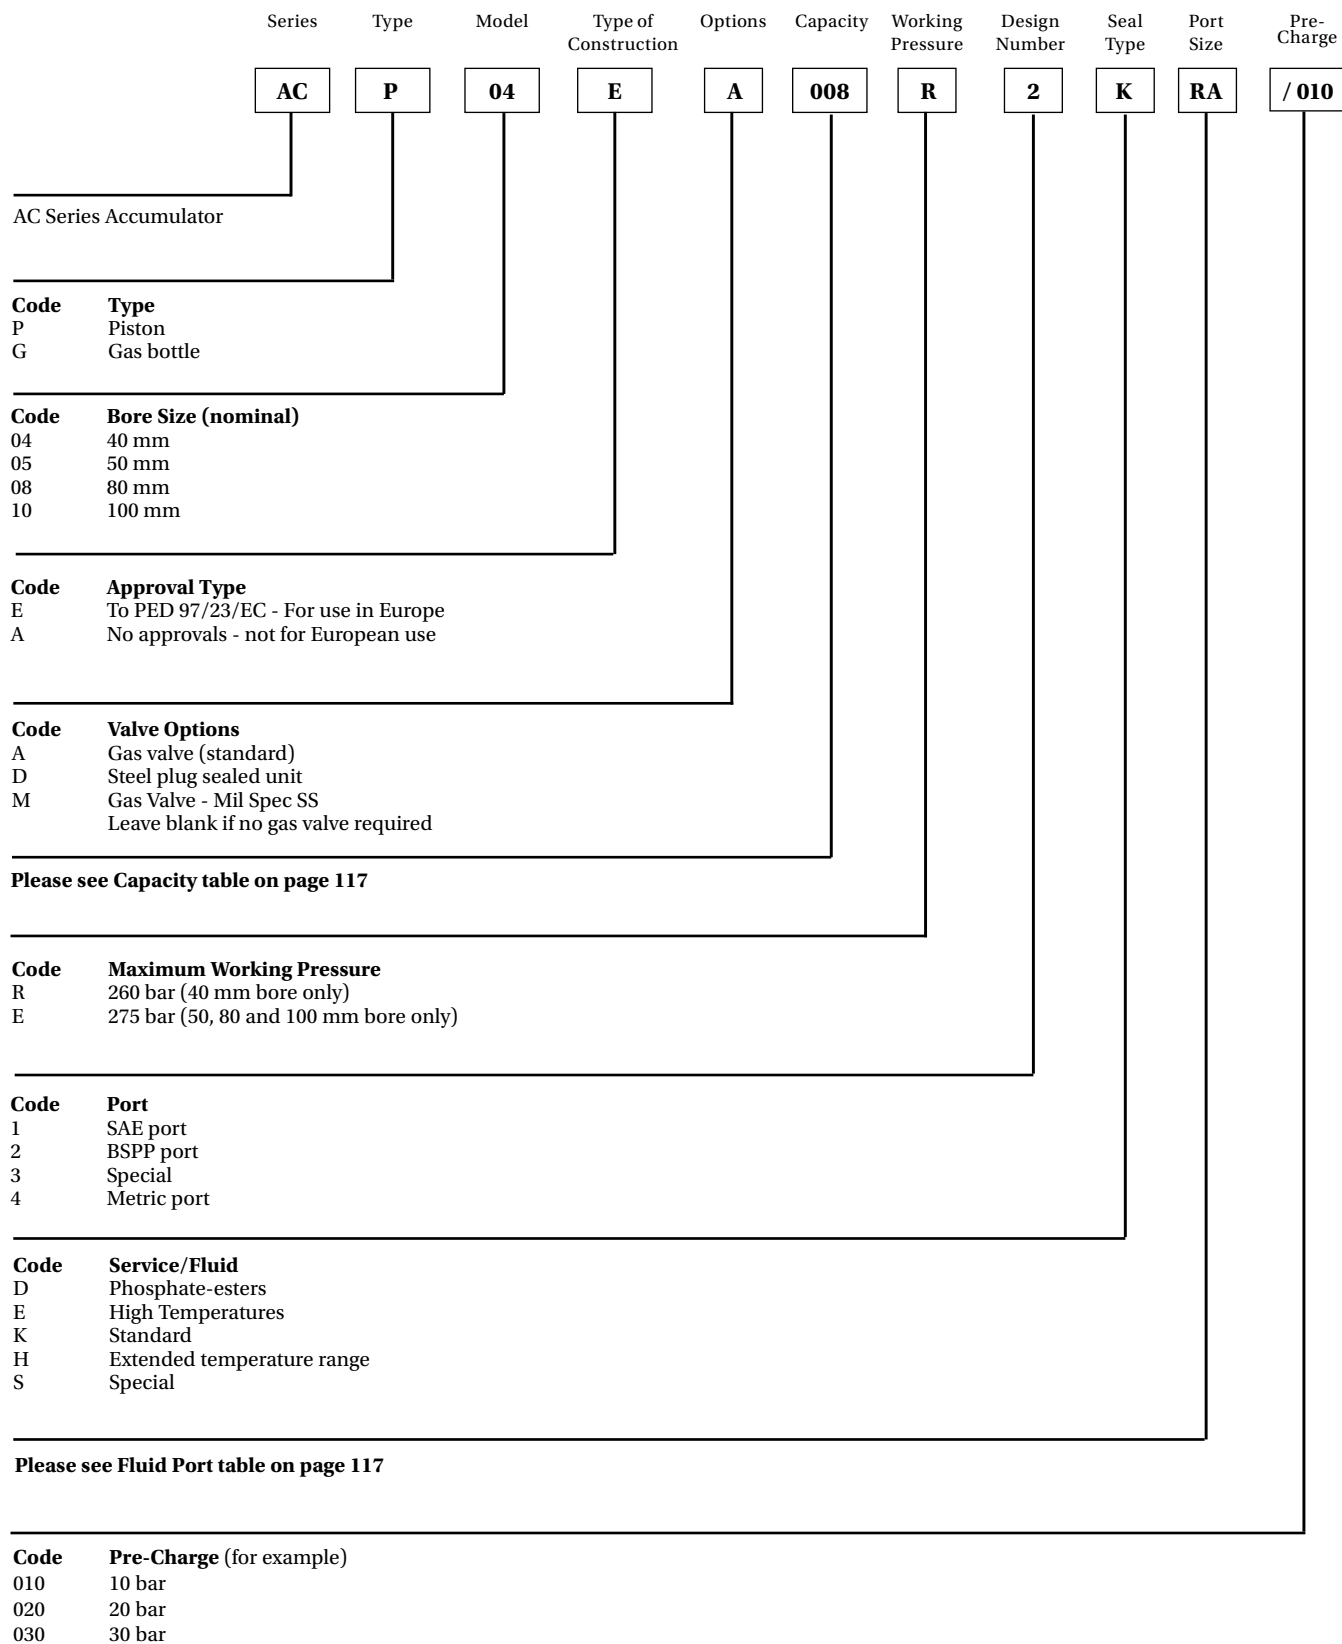 Series Type Model Type of Options Capacity Working Design Seal Port Pre-
Construction Pressure Number Type Size Charge
AC P 04 E A 008 R 2 K RA / 010
AC Series Accumulator
Code Type
P Piston
G Gas bottle
Code Bore Size (nominal)
04 40 mm
05 50 mm
08 80 mm
10 100 mm
Code Approval Type
E To PED 97/23/EC - For use in Europe
A No approvals - not for European use
Code Valve Options
A Gas valve (standard)
D Steel plug sealed unit
M Gas Valve - Mil Spec SS
Leave blank if no gas valve required
Please see Capacity table on page 117
Code Maximum Working Pressure
R 260 bar (40 mm bore only)
E 275 bar (50, 80 and 100 mm bore only)
Code Port
1 SAE port
2 BSPP port
3 Special
4 Metric port
Code Service/Fluid
D Phosphate-esters
E High Temperatures
K Standard
H Extended temperature range
S Special
Please see Fluid Port table on page 117
Code Pre-Charge (for example)
010 10 bar
020 20 bar
030 30 bar